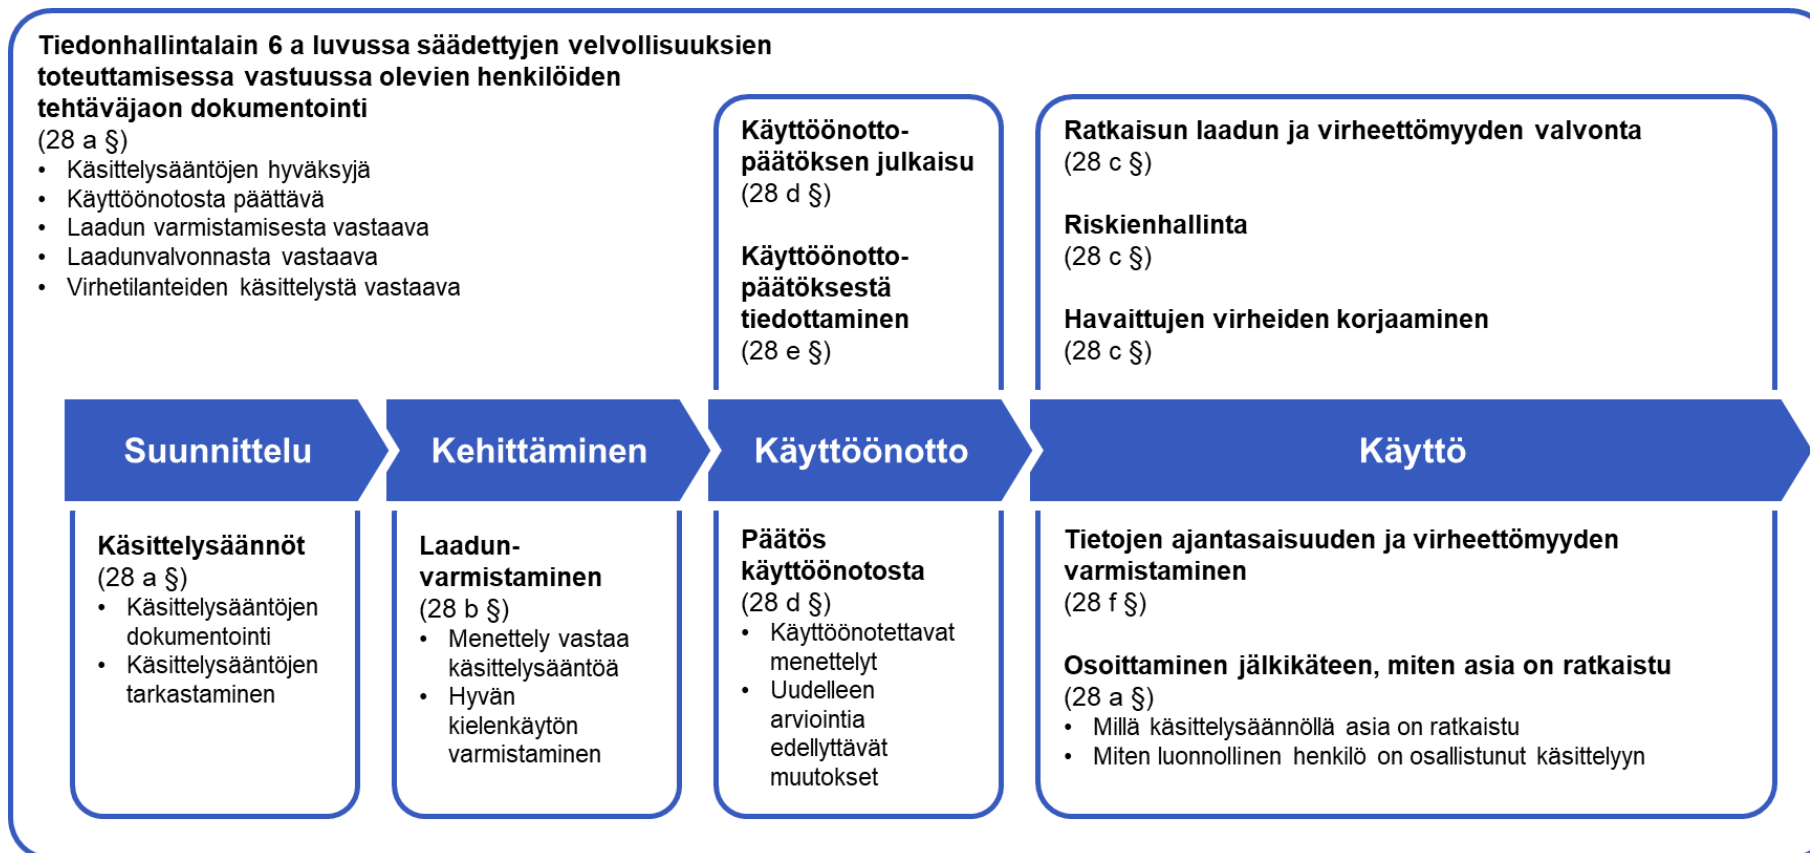 Tiedonhallintalain 6 a luvussa säädettyjen velvollisuuksien
toteuttamisessa vastuussa olevien henkilöiden
tehtäväjaon dokumentointi
(28 a §)
• Käsittelysääntöjen hyväksyjä
• Käyttöönotosta päättävä
• Laadun varmistamisesta vastaava
• Laadunvalvonnasta vastaava
• Virhetilanteiden käsittelystä vastaava
Käyttöönotto-
päätöksen julkaisu
(28 d §)
Käyttöönotto-
päätöksestä
tiedottaminen
(28 e §)
Ratkaisun laadun ja virheettömyyden valvonta
(28 c §)
Riskienhallinta
(28 c §)
Havaittujen virheiden korjaaminen
(28 c §)
Suunnittelu
Kehittäminen
Käyttöönotto
Käyttö
Käsittelysäännöt
(28 a §)
• Käsittelysääntöjen
dokumentointi
• Käsittelysääntöjen
tarkastaminen
Laadun-
varmistaminen
(28 b §)
• Menettely vastaa
käsittelysääntöä
• Hyvän
kielenkäytön
varmistaminen
Päätös
käyttöönotosta
(28 d §)
• Käyttöönotettavat
menettelyt
• Uudelleen
arviointia
edellyttävät
muutokset
Tietojen ajantasaisuuden ja virheettömyyden
varmistaminen
(28 f §)
Osoittaminen jälkikäteen, miten asia on ratkaistu
(28 a §)
• Millä käsittelysäännöllä asia on ratkaistu
• Miten luonnollinen henkilö on osallistunut käsittelyyn